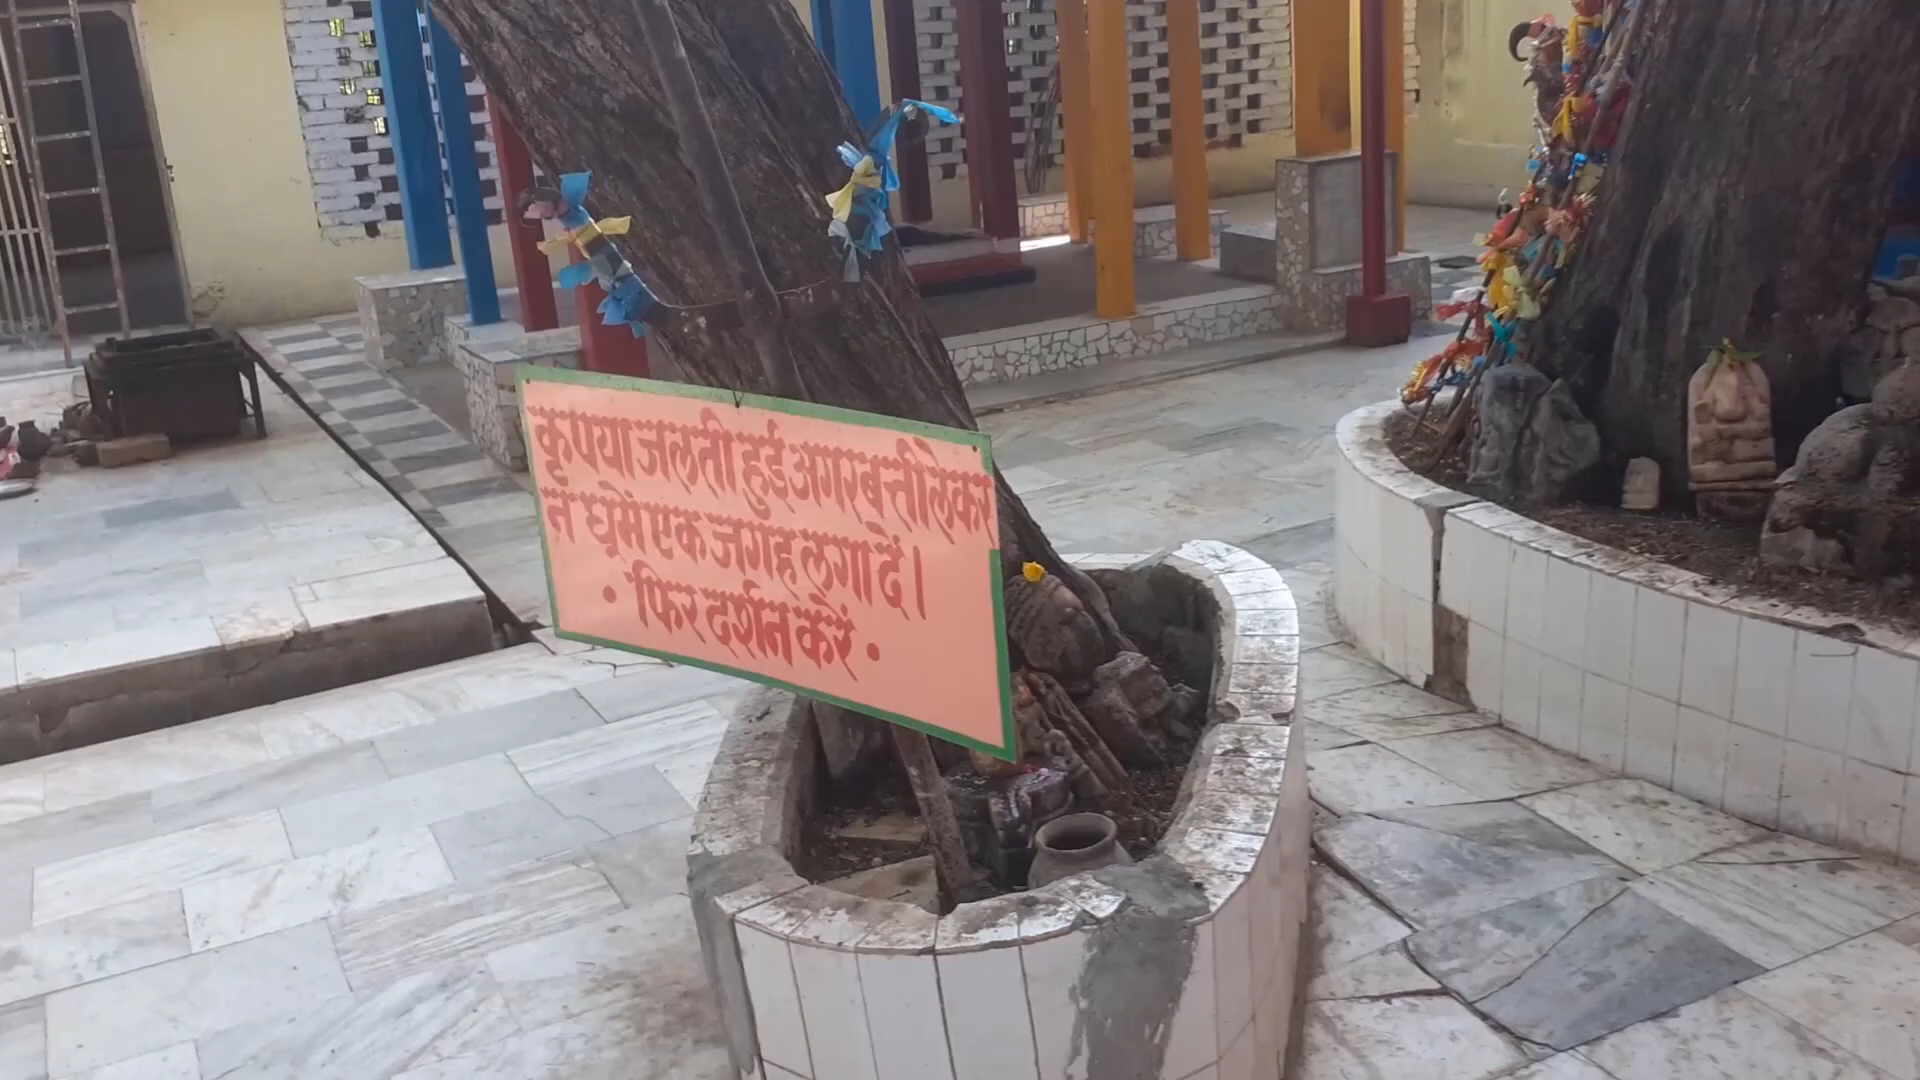 कृपया जलती हुई अगरबत्ती लेकर
न घूमें एक जगह लगा दें।
• फिर दर्शन करें •